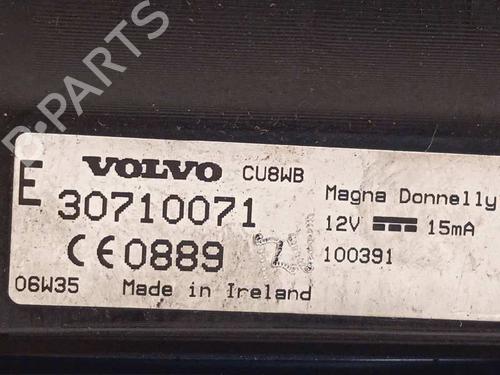 B-PARTS
E VOLVO CU8WB
30710071
CE0889
06W35 Made in Ireland
Magna Donnelly
12V 15mA
100391